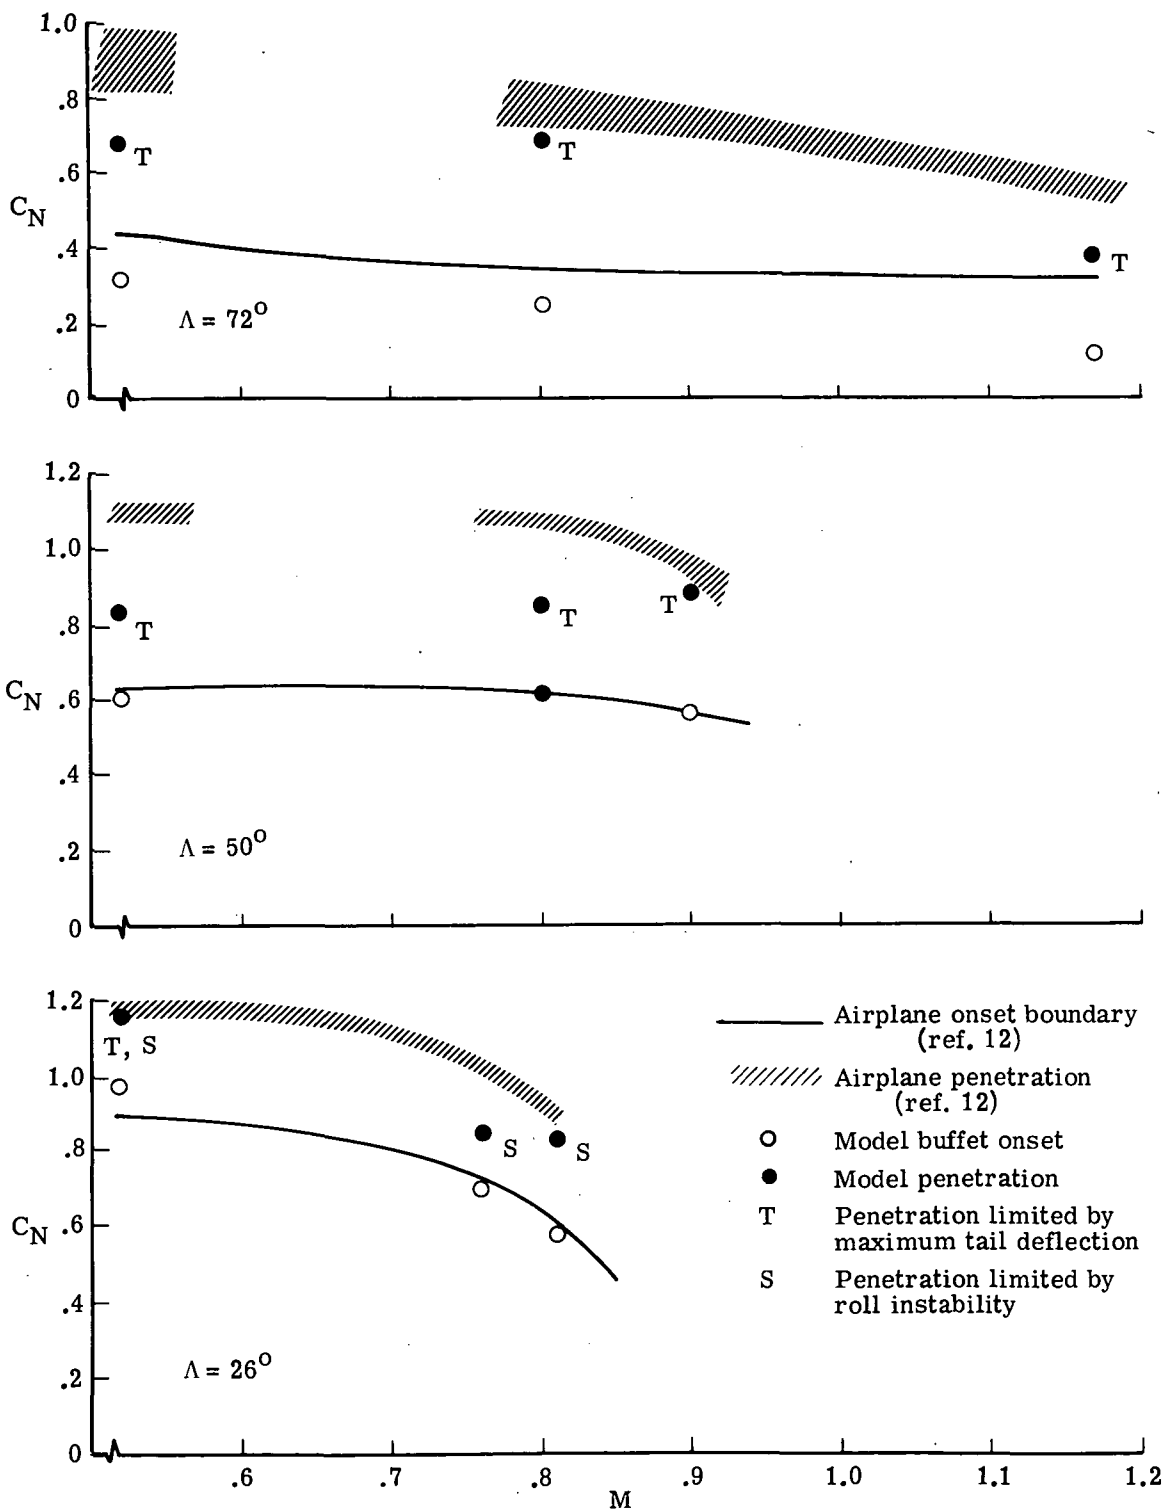 1.0
.8
.6
.4
.2
0
C_N
T
T
T
Λ = 72°
1.2
1.0
.8
.6
.4
.2
0
C_N
T
T
T
Λ = 50°
1.2
1.0
.8
.6
.4
.2
0
C_N
T, S
S
S
Λ = 26°
Airplane onset boundary
(ref. 12)
Airplane penetration
(ref. 12)
Model buffet onset
Model penetration
T Penetration limited by
maximum tail deflection
S Penetration limited by
roll instability
.6 .7 .8 .9 1.0 1.1 1.2
M